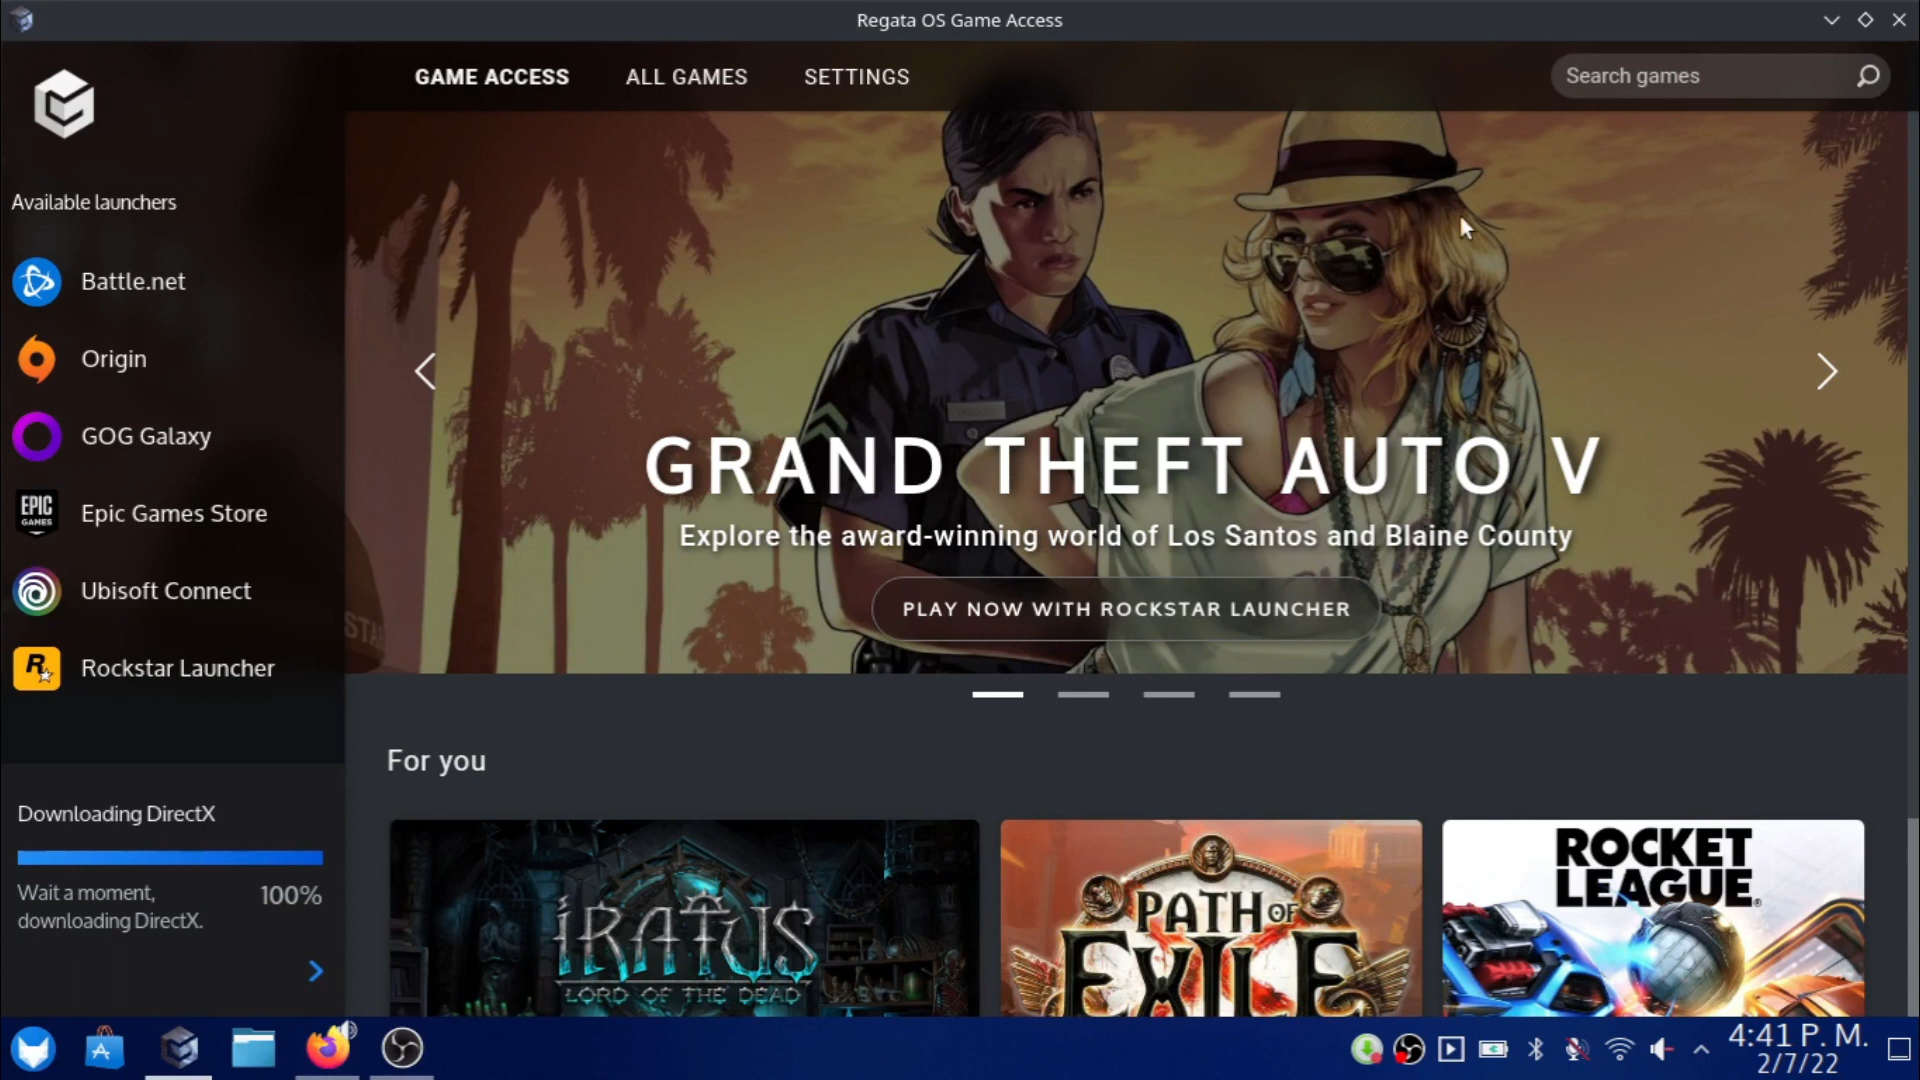 Regata OS Game Access
GAME ACCESS
ALL GAMES
SETTINGS
Search games
Available launchers
Battle.net
Origin
GOG Galaxy
EPIC
GAMES
Epic Games Store
Ubisoft Connect
R
Rockstar Launcher
GRAND THEFT AUTO V
Explore the award-winning world of Los Santos and Blaine County
PLAY NOW WITH ROCKSTAR LAUNCHER
For you
Downloading DirectX
Wait a moment,
downloading DirectX.
100%
IRATUS
LORD OF THE DEAD
PATH OF
EXILE
ROCKET
LEAGUE
4:41 P. M.
2/7/22